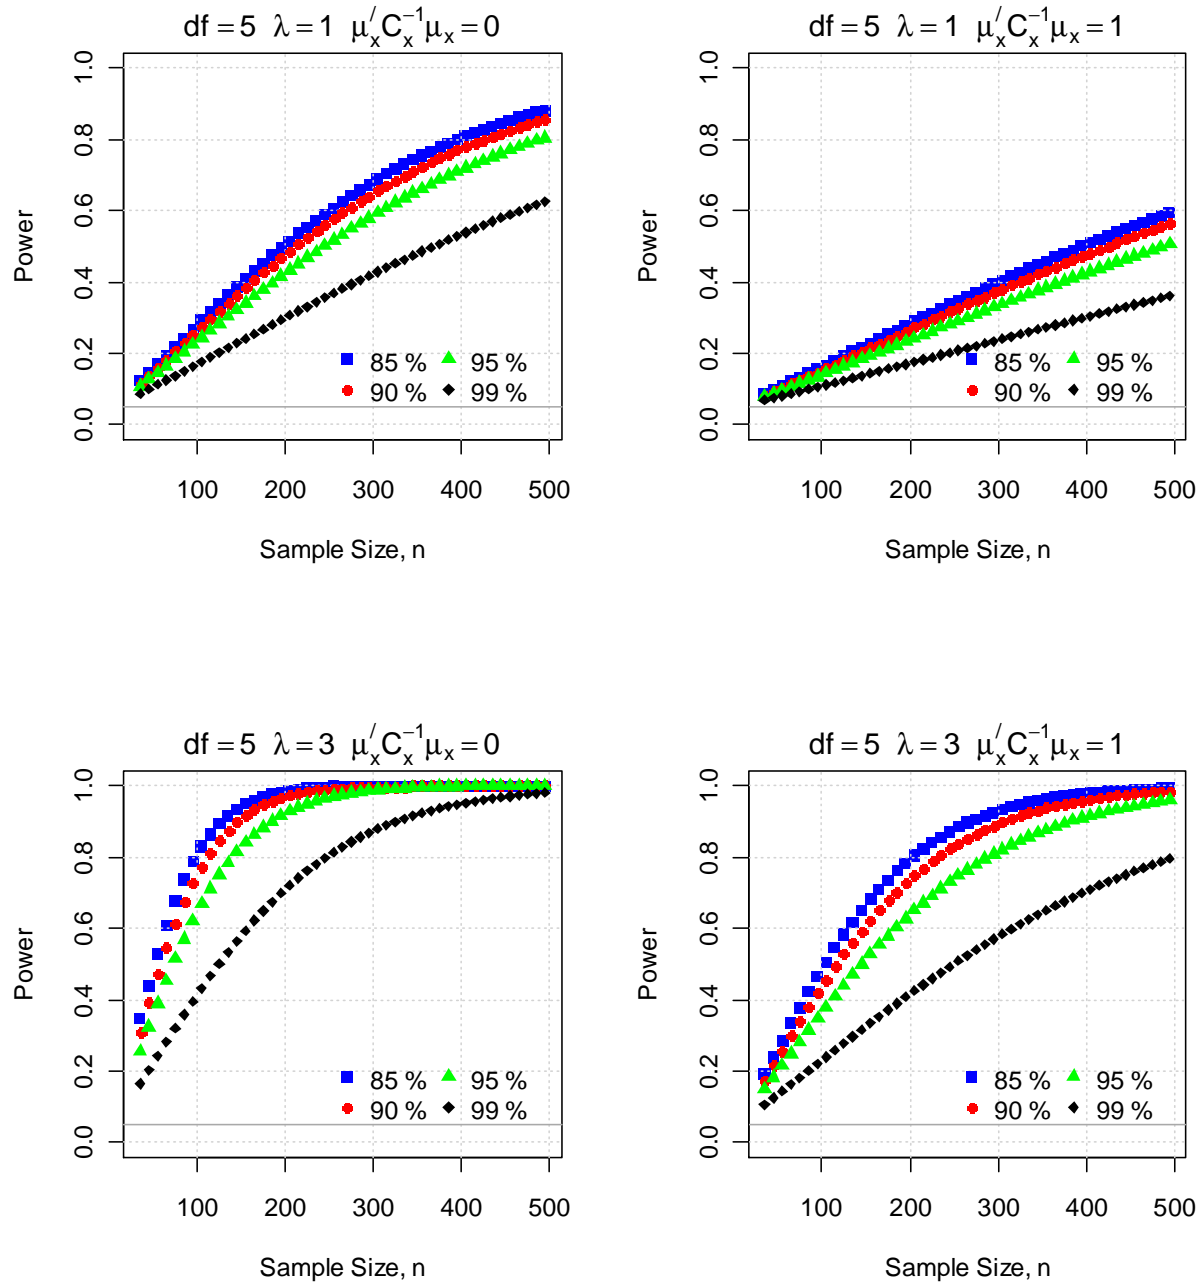 df = 5 λ = 1 μₓ′Cₓ⁻¹μₓ = 0
Power
0.0 0.2 0.4 0.6 0.8 1.0
85 % 95 %
90 % 99 %
100 200 300 400 500
Sample Size, n
df = 5 λ = 1 μₓ′Cₓ⁻¹μₓ = 1
Power
0.0 0.2 0.4 0.6 0.8 1.0
85 % 95 %
90 % 99 %
100 200 300 400 500
Sample Size, n
df = 5 λ = 3 μₓ′Cₓ⁻¹μₓ = 0
Power
0.0 0.2 0.4 0.6 0.8 1.0
85 % 95 %
90 % 99 %
100 200 300 400 500
Sample Size, n
df = 5 λ = 3 μₓ′Cₓ⁻¹μₓ = 1
Power
0.0 0.2 0.4 0.6 0.8 1.0
85 % 95 %
90 % 99 %
100 200 300 400 500
Sample Size, n